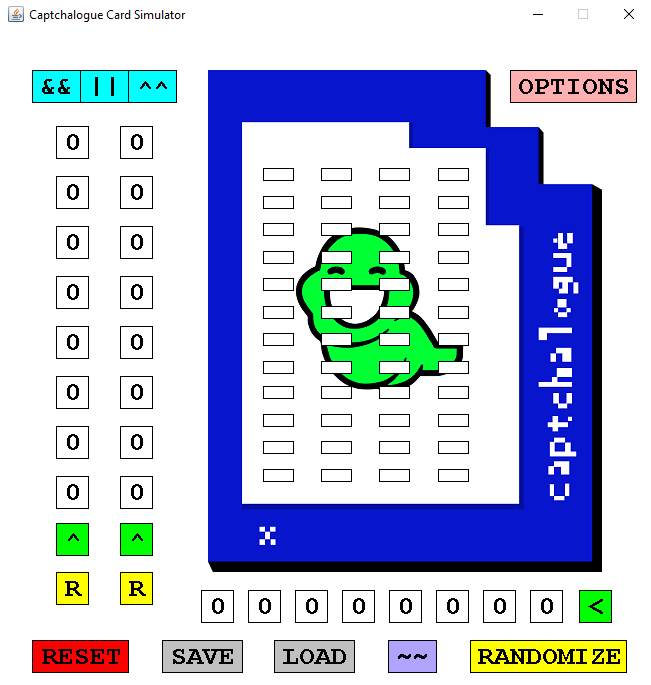 Captchalogue Card Simulator
&& || ^^
OPTIONS
0 0
0 0
0 0
0 0
0 0
0 0
0 0
0 0
^ ^
R R
captchalogue
0 0 0 0 0 0 0 0 <
RESET SAVE LOAD ~~ RANDOMIZE